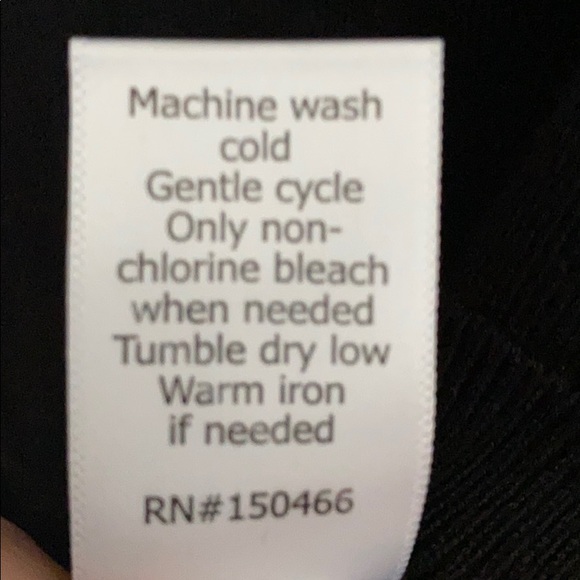 Machine wash
cold
Gentle cycle
Only non-
chlorine bleach
when needed
Tumble dry low
Warm iron
if needed
RN#150466